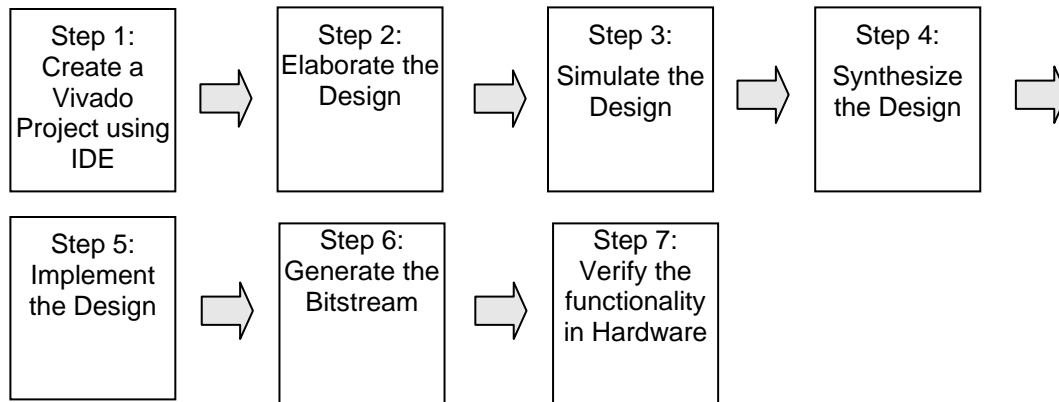 Step 1:
Create a
Vivado
Project using
IDE
Step 2:
Elaborate the
Design
Step 3:
Simulate the
Design
Step 4:
Synthesize
the Design
Step 5:
Implement
the Design
Step 6:
Generate the
Bitstream
Step 7:
Verify the
functionality
in Hardware